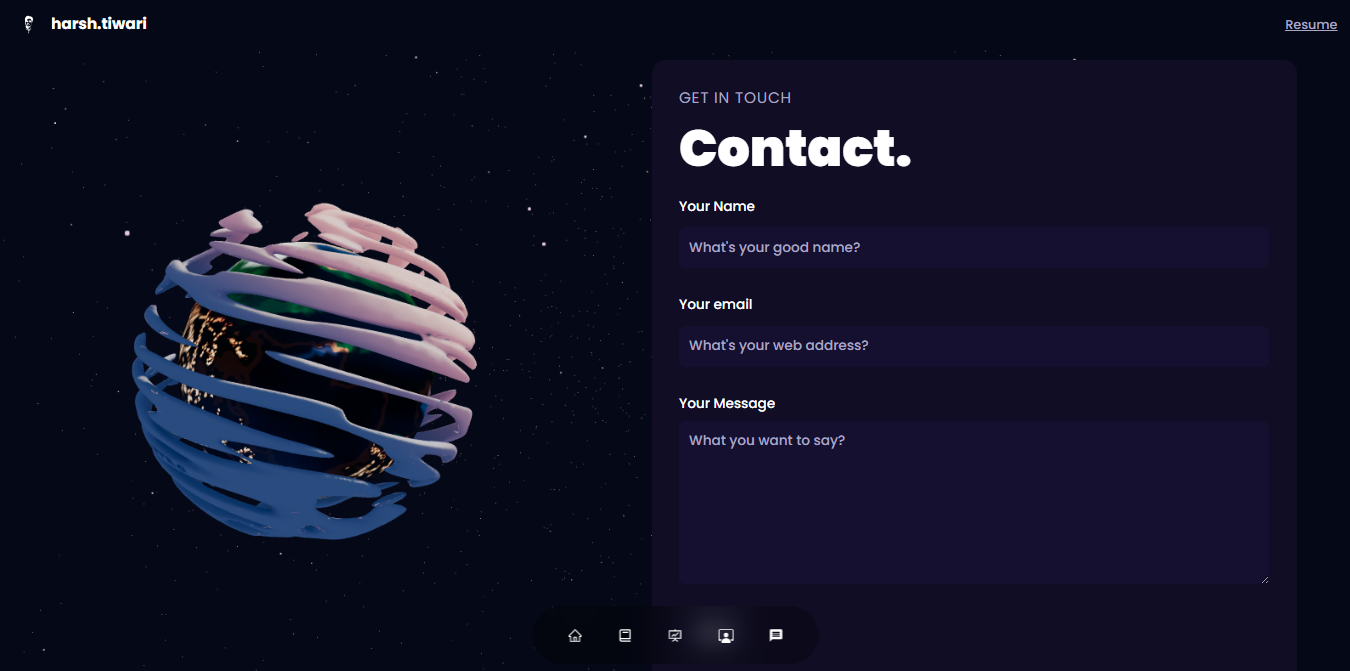 harsh.tiwari
Resume
GET IN TOUCH
Contact.
Your Name
What's your good name?
Your email
What's your web address?
Your Message
What you want to say?